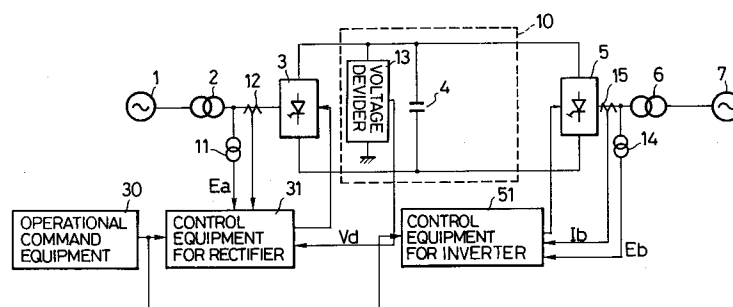 10
1
2
12
3
VOLTAGE
DEVIDER
13
4
5
15
6
7
11
14
Ea
30
31
51
OPERATIONAL
COMMAND
EQUIPMENT
CONTROL
EQUIPMENT
FOR RECTIFIER
Vd
CONTROL
EQUIPMENT
FOR INVERTER
Ib
Eb